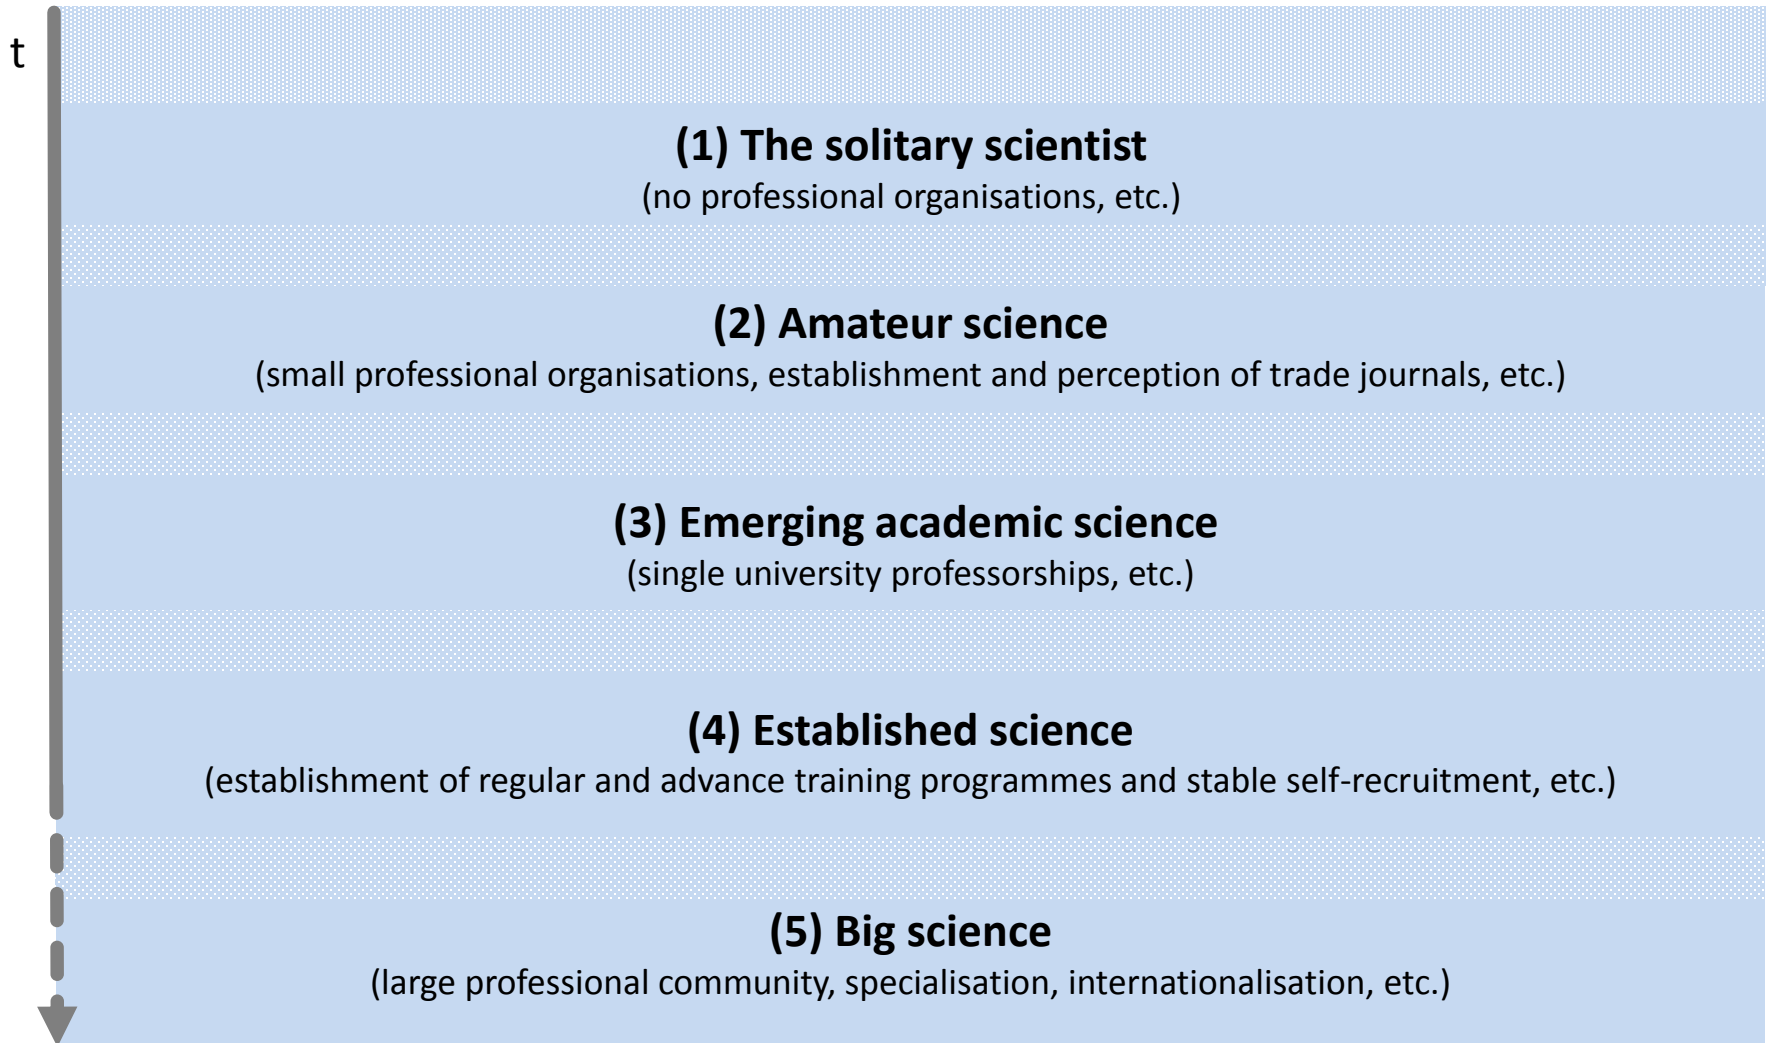 t
(1) The solitary scientist
(no professional organisations, etc.)
(2) Amateur science
(small professional organisations, establishment and perception of trade journals, etc.)
(3) Emerging academic science
(single university professorships, etc.)
(4) Established science
(establishment of regular and advance training programmes and stable self-recruitment, etc.)
(5) Big science
(large professional community, specialisation, internationalisation, etc.)